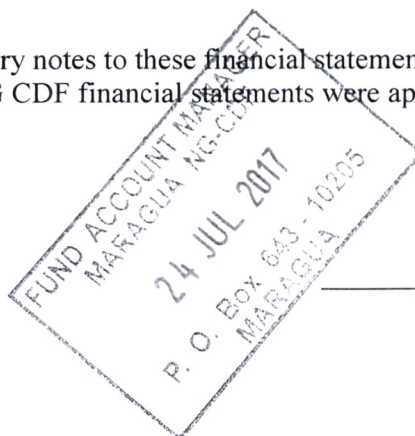 ry notes to these financial statemen
G CDF financial statements were ap
FUND ACCOUNT MANAGER
MARAGUA NG-CDF
24 JUL 2017
P. O. Box 643 - 10205
MARAGUA